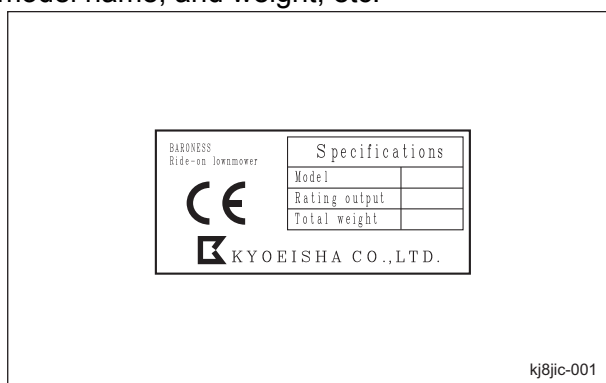 model name, and weight, etc.
BARONESS
Ride-on lownmower
Specifications
Model
Rating output
Total weight
CE
KYOEISHA CO.,LTD.
kj8jic-001